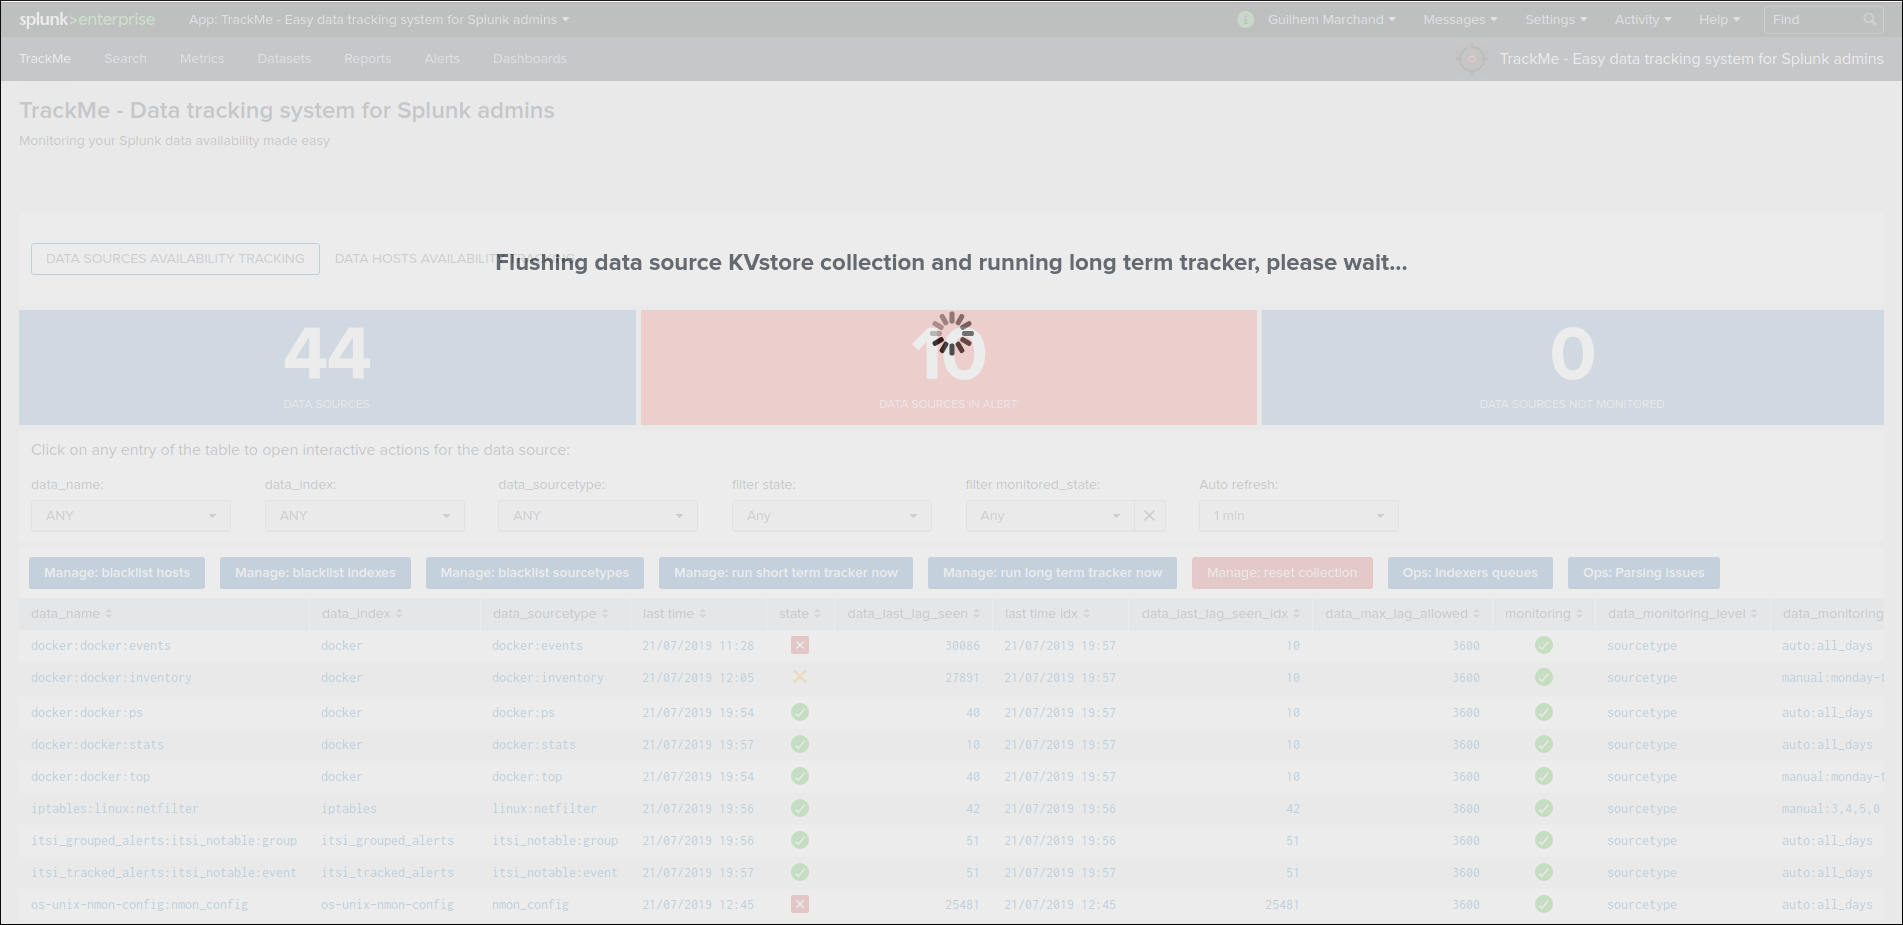 splunk>enterprise App: TrackMe - Easy data tracking system for Splunk admins i Guilhem Marchand Messages Settings Activity Help Find
TrackMe Search Metrics Datasets Reports Alerts Dashboards TrackMe - Easy data tracking system for Splunk admins
TrackMe - Data tracking system for Splunk admins
Monitoring your Splunk data availability made easy
DATA SOURCES AVAILABILITY TRACKING DATA HOSTS AVAILABILITY TRACKING
Flushing data source KVstore collection and running long term tracker, please wait...
44 10 0
DATA SOURCES DATA SOURCES IN ALERT DATA SOURCES NOT MONITORED
Click on any entry of the table to open interactive actions for the data source:
data_name: data_index: data_sourcetype: filter state: filter monitored_state: Auto refresh:
ANY ANY ANY Any Any 1 min
Manage: blacklist hosts Manage: blacklist indexes Manage: blacklist sourcetypes Manage: run short term tracker now Manage: run long term tracker now Manage: reset collection Ops: Indexers queues Ops: Parsing issues
data_name data_index data_sourcetype last time state data_last_lag_seen last time idx data_last_lag_seen_idx data_max_lag_allowed monitoring data_monitoring_level data_monitoring
docker:docker:events docker docker:events 21/07/2019 11:28 30086 21/07/2019 19:57 10 3600 sourcetype auto:all_days
docker:docker:inventory docker docker:inventory 21/07/2019 12:05 27891 21/07/2019 19:57 10 3600 sourcetype manual:monday-t
docker:docker:ps docker docker:ps 21/07/2019 19:54 40 21/07/2019 19:57 10 3600 sourcetype auto:all_days
docker:docker:stats docker docker:stats 21/07/2019 19:57 10 21/07/2019 19:57 10 3600 sourcetype auto:all_days
docker:docker:top docker docker:top 21/07/2019 19:54 40 21/07/2019 19:57 10 3600 sourcetype manual:monday-t
iptables:linux:netfilter iptables linux:netfilter 21/07/2019 19:56 42 21/07/2019 19:56 42 3600 sourcetype manual:3,4,5,0
itsi_grouped_alerts:itsi_notable:group itsi_grouped_alerts itsi_notable:group 21/07/2019 19:56 51 21/07/2019 19:56 51 3600 sourcetype auto:all_days
itsi_tracked_alerts:itsi_notable:event itsi_tracked_alerts itsi_notable:event 21/07/2019 19:57 51 21/07/2019 19:57 51 3600 sourcetype auto:all_days
os-unix-nmon-config:nmon_config os-unix-nmon-config nmon_config 21/07/2019 12:45 25481 21/07/2019 12:45 25481 3600 sourcetype auto:all_days